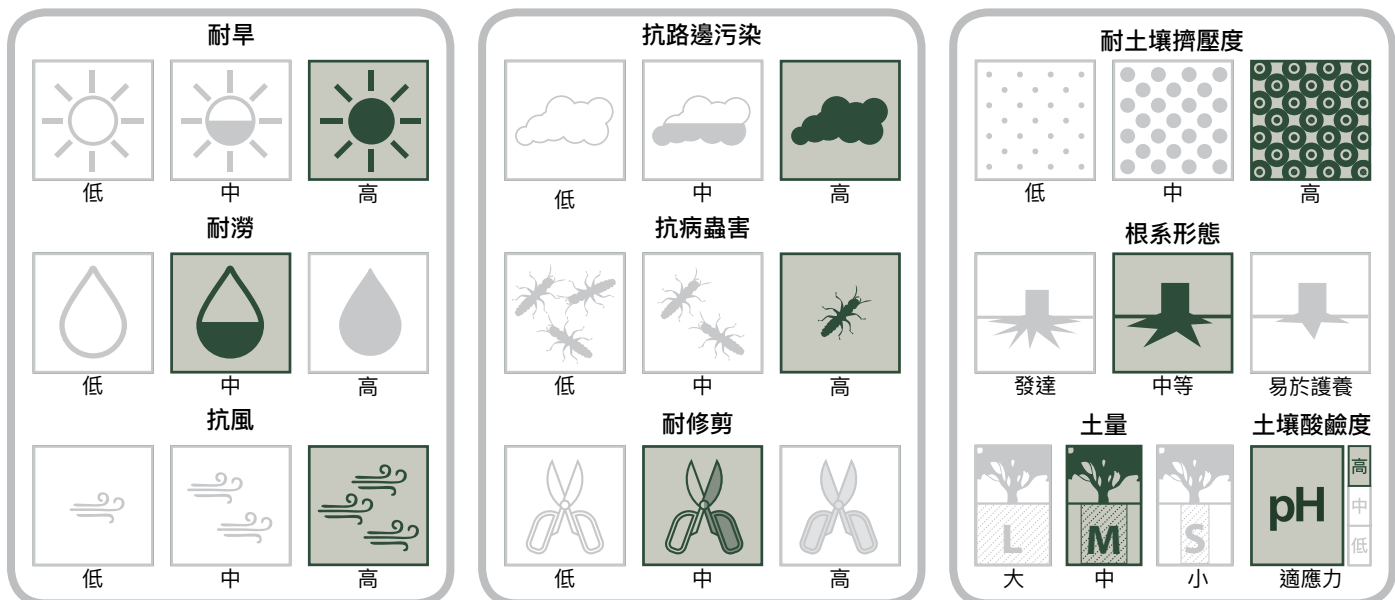 耐旱
低 中 高
耐澇
低 中 高
抗風
低 中 高
抗路邊污染
低 中 高
抗病蟲害
低 中 高
耐修剪
低 中 高
耐土壤擠壓度
低 中 高
根系形態
發達 中等 易於護養
土量
L M S
大 中 小
土壤酸鹼度
pH
高
中
低
適應力